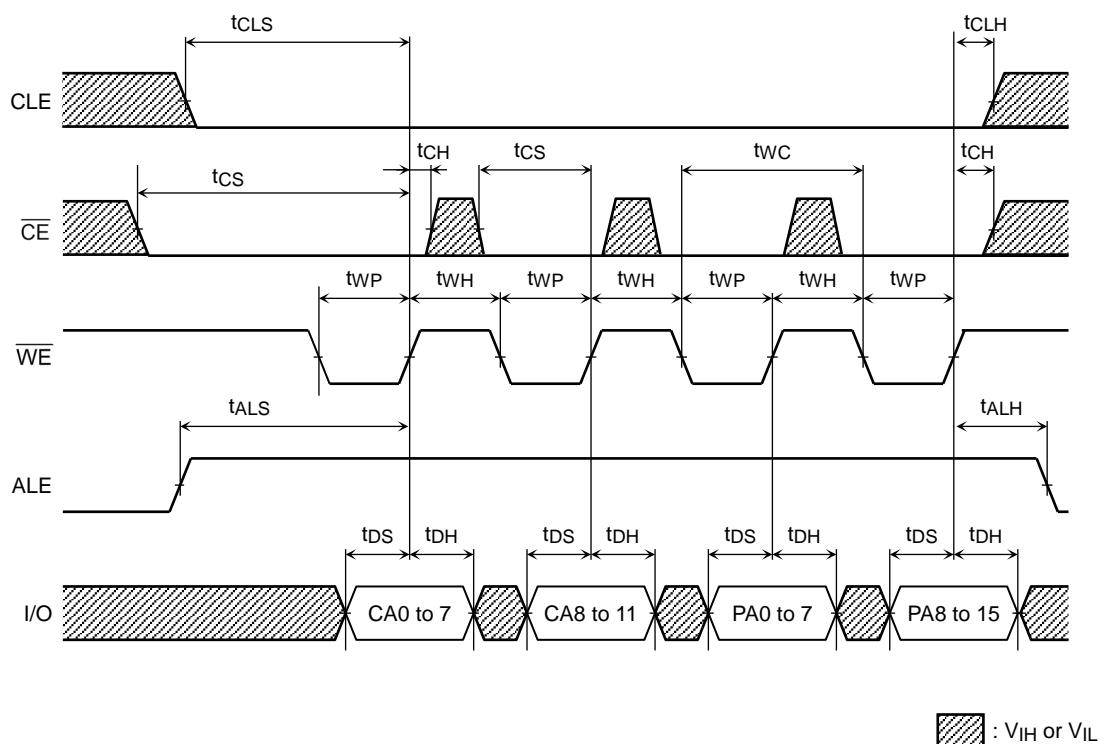 tCLS
tCLH
CLE
tCH
tCS
tWC
tCH
tCS
CE
tWP
tWH
tWP
tWH
tWP
tWH
tWP
WE
tALS
tALH
ALE
tDS
tDH
tDS
tDH
tDS
tDH
tDS
tDH
I/O
CA0 to 7
CA8 to 11
PA0 to 7
PA8 to 15
: VIH or VIL